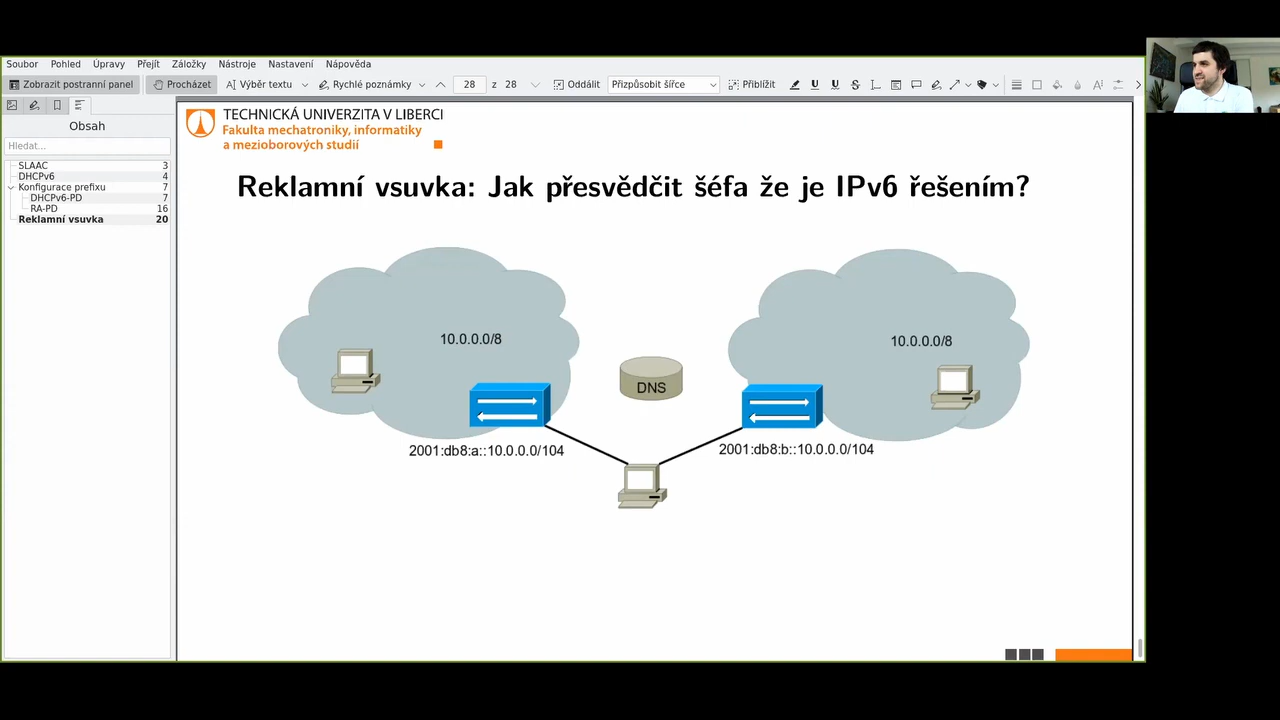 Soubor Pohled Úpravy Přejít Záložky Nástroje Nastavení Nápověda
Zobrazit postranní panel Procházet Výběr textu Rychlé poznámky 28 z 28 Oddálit Přizpůsobit šířce Přiblížit
Obsah
Hledat...
SLAAC 3
DHCPv6 4
Konfigurace prefixu 7
DHCPv6-PD 7
RA-PD 16
Reklamní vsuvka 20
TECHNICKÁ UNIVERZITA V LIBERCI
Fakulta mechatroniky, informatiky
a mezioborových studií
Reklamní vsuvka: Jak přesvědčit šéfa že je IPv6 řešením?
10.0.0.0/8
10.0.0.0/8
DNS
2001:db8:a::10.0.0.0/104
2001:db8:b::10.0.0.0/104